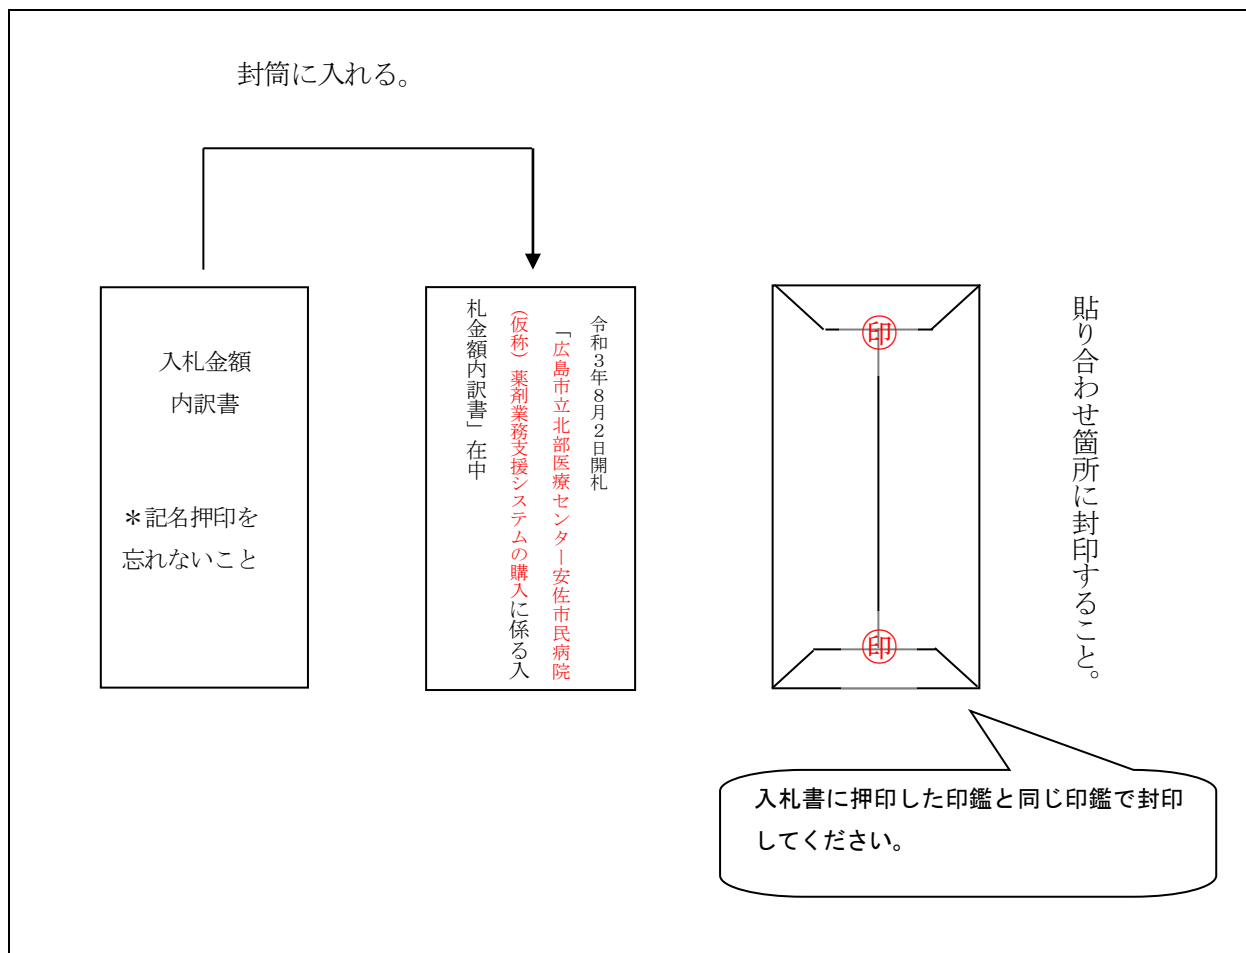 封筒に入れる。
入札金額
内訳書
＊記名押印を
忘れないこと
令和３年８月２日開札
「広島市立北部医療センター安佐市民病院
(仮称) 薬剤業務支援システムの購入に係る入
札金額内訳書」在中
印
印
貼り合わせ箇所に封印すること。
入札書に押印した印鑑と同じ印鑑で封印
してください。